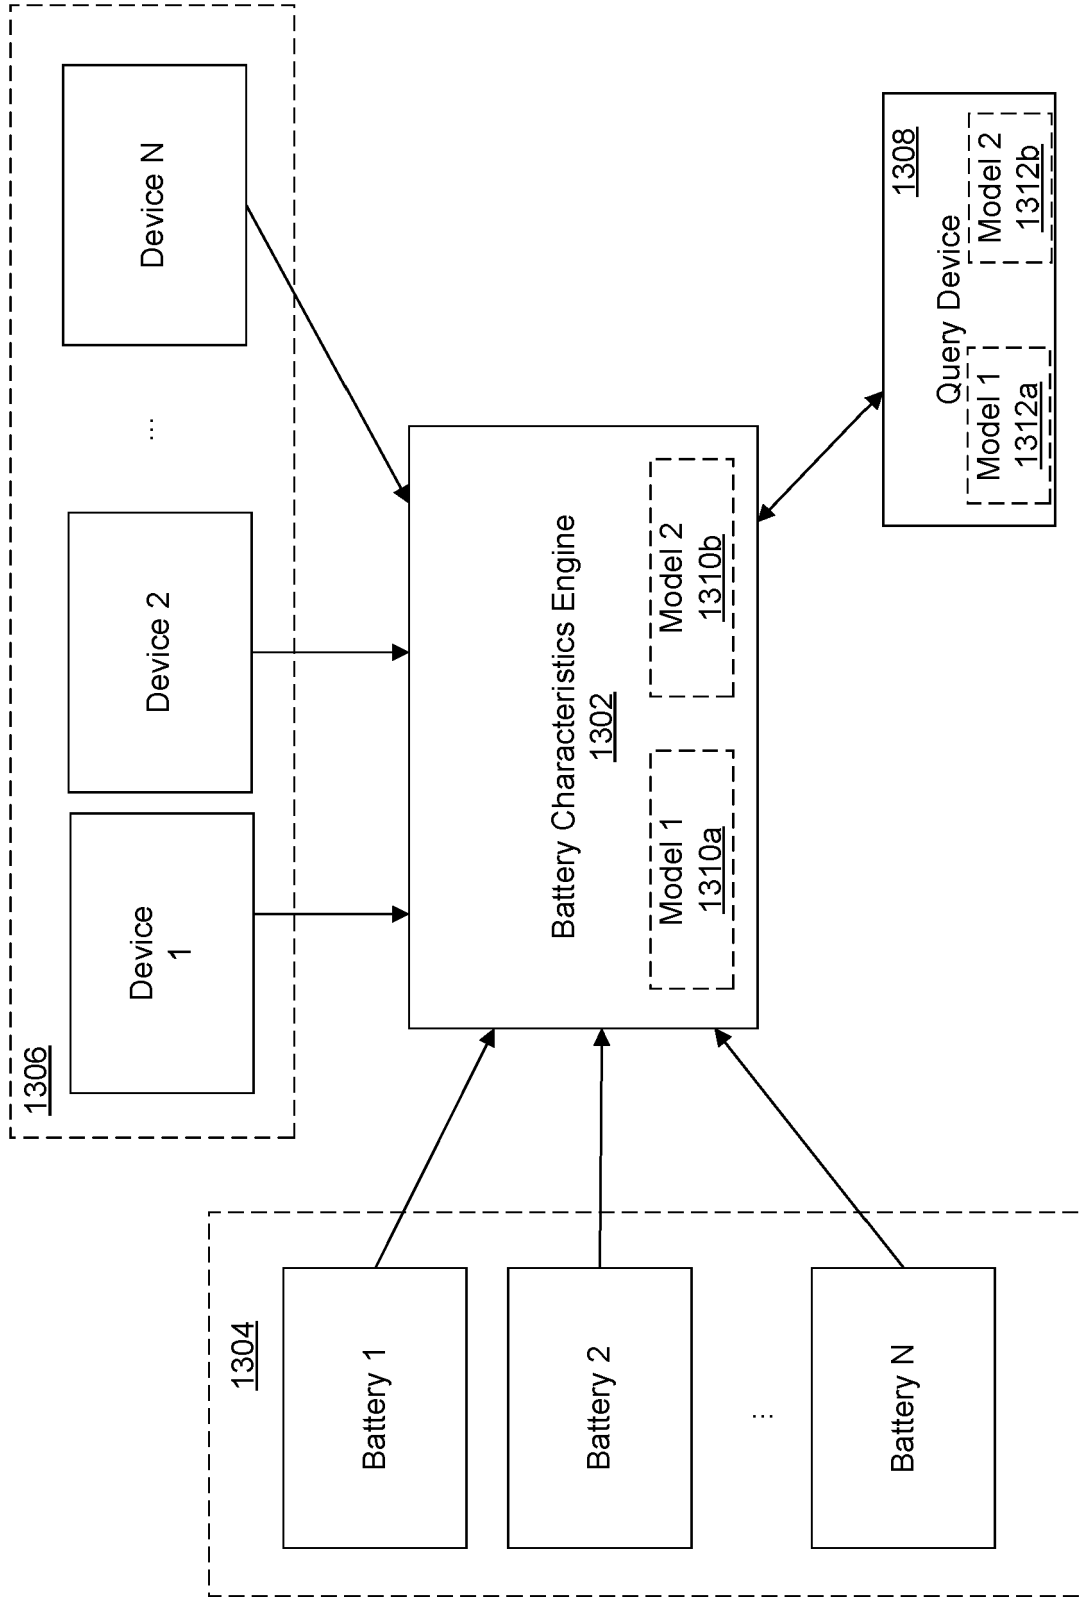 1304
Battery 1
Battery 2
...
Battery N
1306
Device
1
Device 2
...
Device N
Battery Characteristics Engine
1302
Model 1
1310a
Model 2
1310b
1308
Query Device
Model 1
1312a
Model 2
1312b